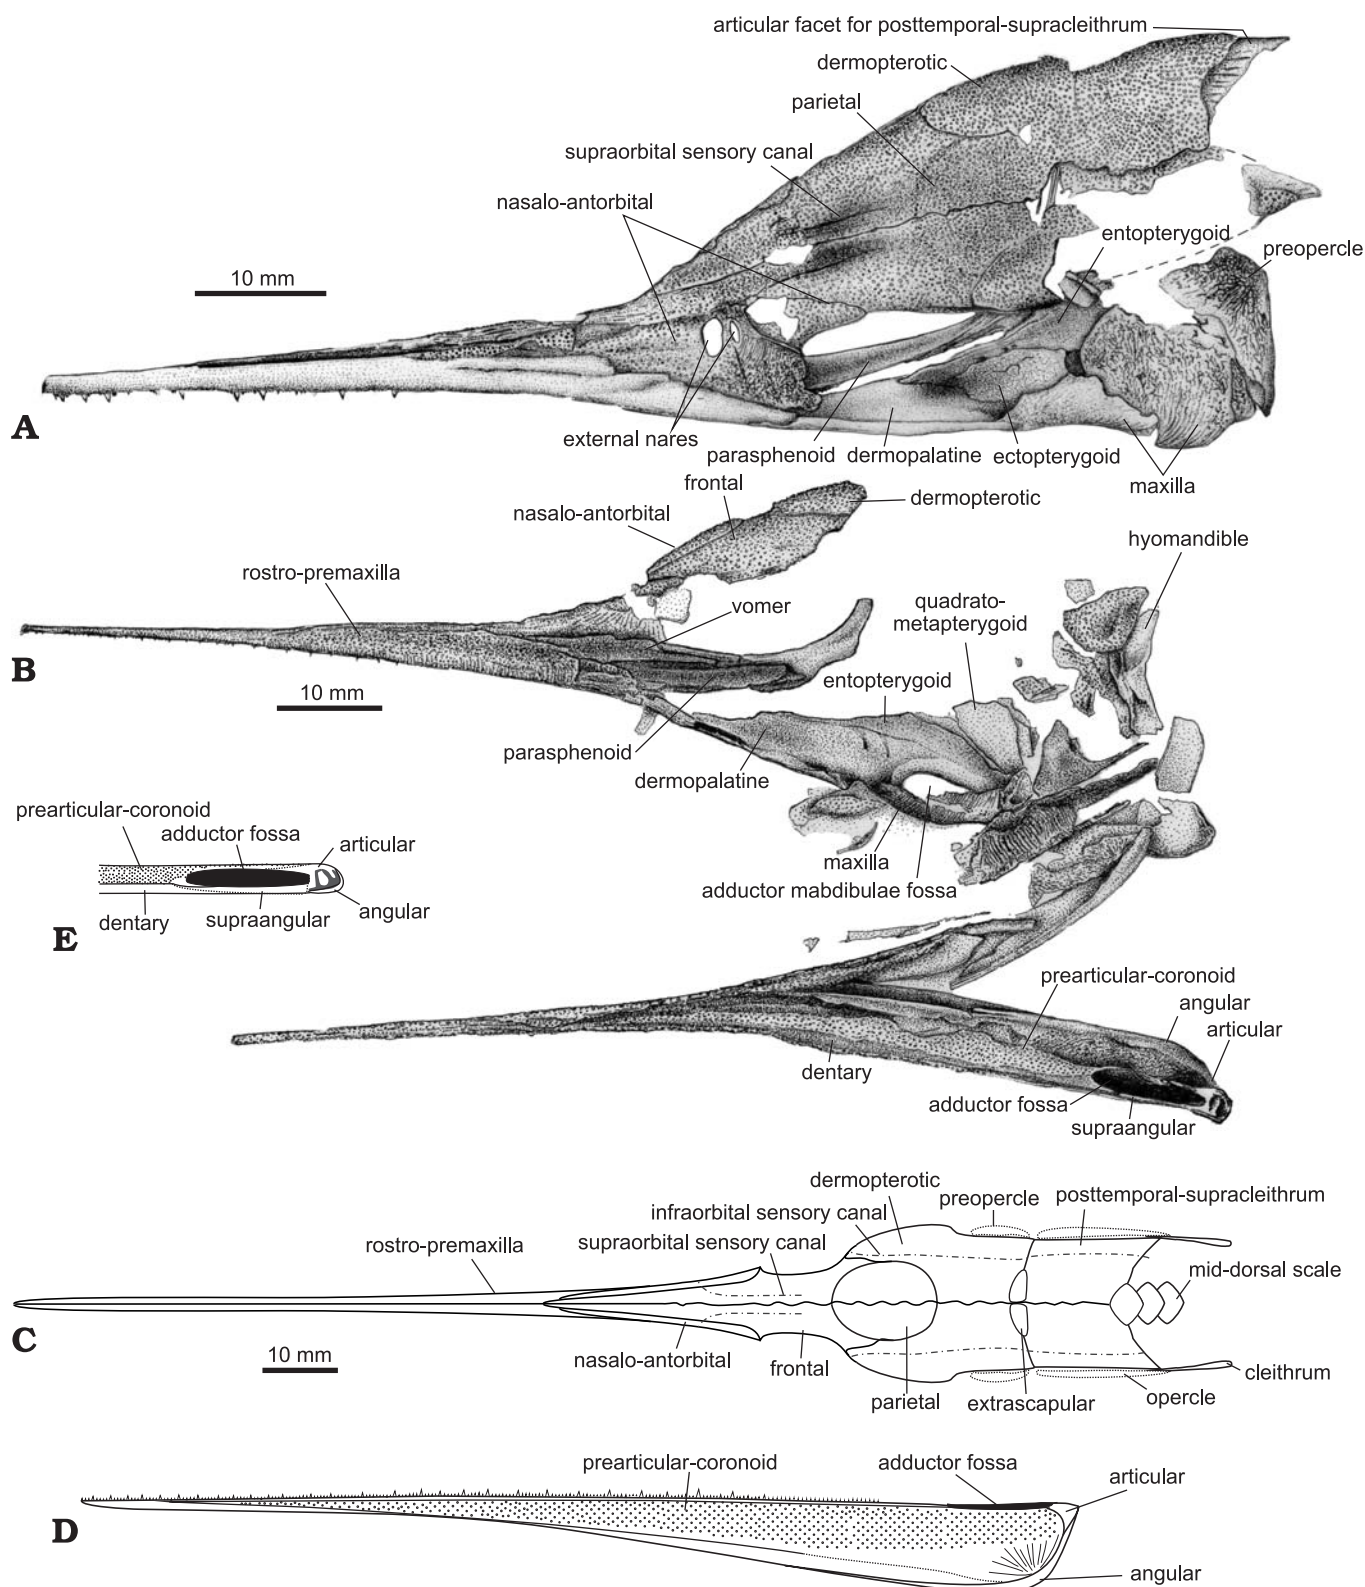 articular facet for posttemporal-supracleithrum
dermopterotic
parietal
supraorbital sensory canal
nasalo-antorbital
entopterygoid
preopercle
10 mm
A
external nares
parasphenoid
dermopalatine
ectopterygoid
maxilla
frontal
dermopterotic
nasalo-antorbital
hyomandible
rostro-premaxilla
vomer
quadrato-
metapterygoid
B
10 mm
entopterygoid
parasphenoid
dermopalatine
prearticular-coronoid
adductor fossa
articular
maxilla
adductor mabdibulae fossa
angular
dentary
supraangular
E
prearticular-coronoid
angular
articular
dentary
adductor fossa
supraangular
dermopterotic
preopercle
posttemporal-supracleithrum
infraorbital sensory canal
supraorbital sensory canal
rostro-premaxilla
mid-dorsal scale
C
10 mm
nasalo-antorbital
frontal
parietal
extrascapular
opercle
cleithrum
prearticular-coronoid
adductor fossa
articular
D
angular